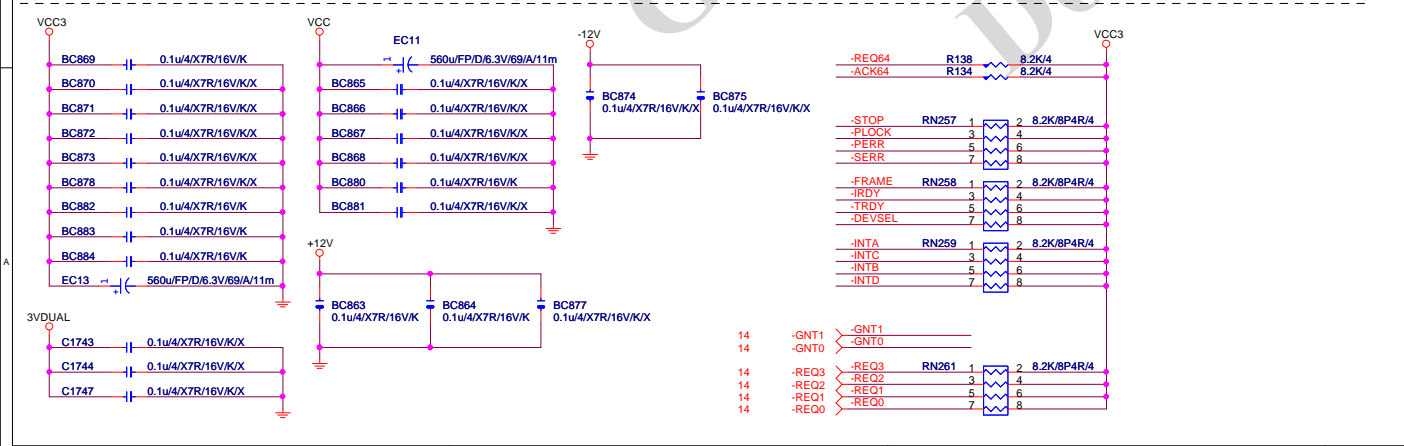 VCC3
BC869 0.1u/4/X7R/16V/K
BC870 0.1u/4/X7R/16V/K/X
BC871 0.1u/4/X7R/16V/K/X
BC872 0.1u/4/X7R/16V/K/X
BC873 0.1u/4/X7R/16V/K/X
BC878 0.1u/4/X7R/16V/K/X
BC882 0.1u/4/X7R/16V/K
BC883 0.1u/4/X7R/16V/K
BC884 0.1u/4/X7R/16V/K
EC13 1 + 560u/FP/D/6.3V/69/A/11m
3VDUAL
C1743 0.1u/4/X7R/16V/K/X
C1744 0.1u/4/X7R/16V/K/X
C1747 0.1u/4/X7R/16V/K/X
VCC
EC11
1 + 560u/FP/D/6.3V/69/A/11m
BC865 0.1u/4/X7R/16V/K/X
BC866 0.1u/4/X7R/16V/K/X
BC867 0.1u/4/X7R/16V/K/X
BC868 0.1u/4/X7R/16V/K/X
BC880 0.1u/4/X7R/16V/K
BC881 0.1u/4/X7R/16V/K/X
+12V
BC863
0.1u/4/X7R/16V/K
BC864
0.1u/4/X7R/16V/K
BC877
0.1u/4/X7R/16V/K/X
-12V
BC874
0.1u/4/X7R/16V/K/X
BC875
0.1u/4/X7R/16V/K/X
VCC3
-REQ64 R138 8.2K/4
-ACK64 R134 8.2K/4
-STOP RN257 1 2 8.2K/8P4R/4
-PLOCK 3 4
-PERR 5 6
-SERR 7 8
-FRAME RN258 1 2 8.2K/8P4R/4
-IRDY 3 4
-TRDY 5 6
-DEVSEL 7 8
-INTA RN259 1 2 8.2K/8P4R/4
-INTC 3 4
-INTB 5 6
-INTD 7 8
14 -GNT1 -GNT1
14 -GNT0 -GNT0
14 -REQ3 -REQ3 RN261 1 2 8.2K/8P4R/4
14 -REQ2 -REQ2 3 4
14 -REQ1 -REQ1 5 6
14 -REQ0 -REQ0 7 8
A